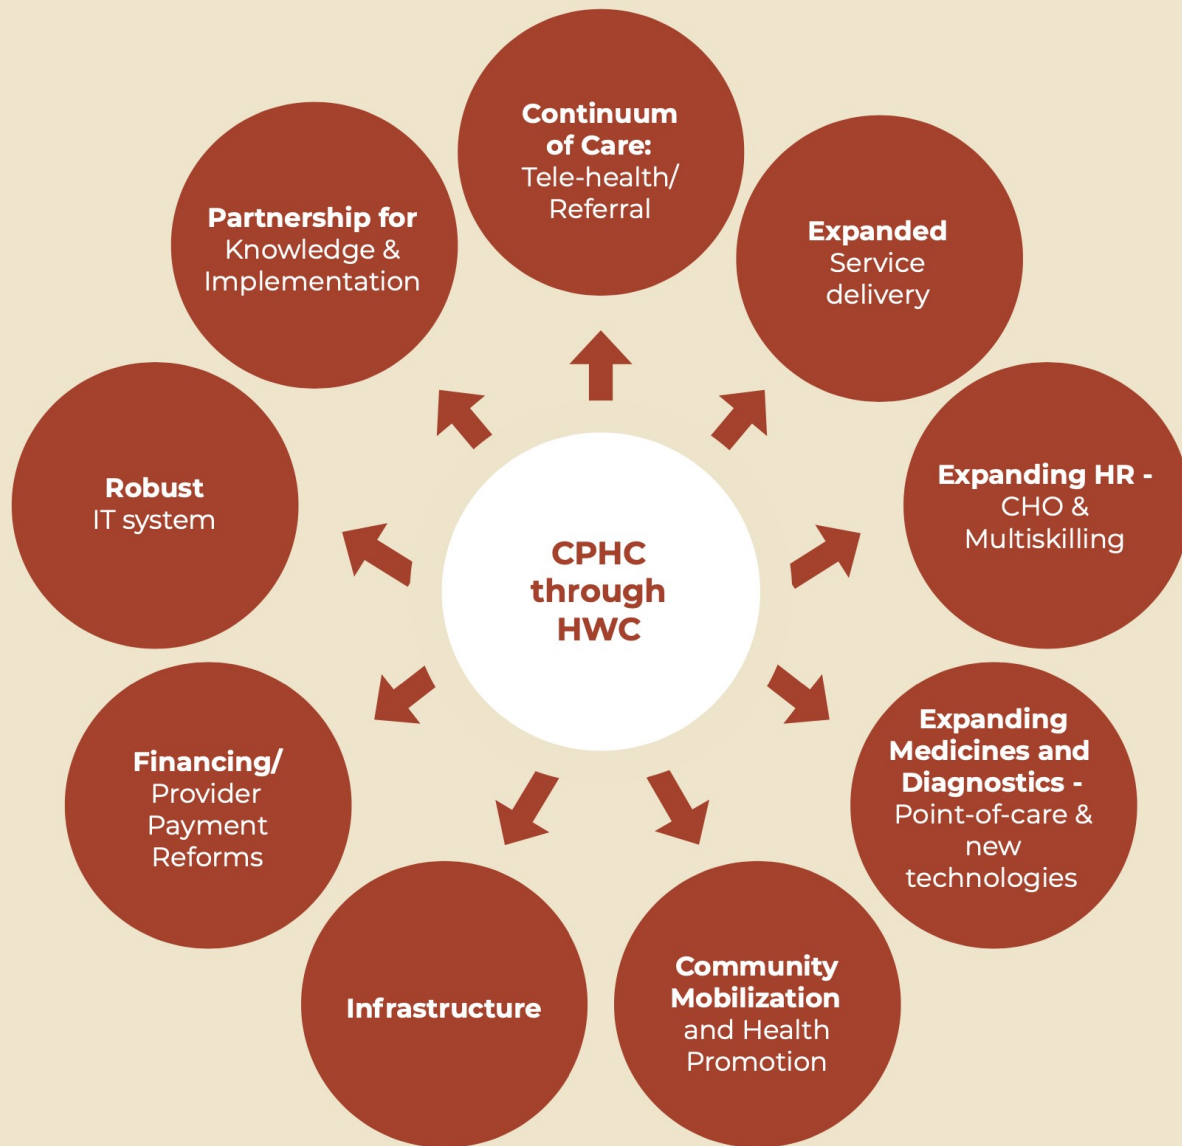 Continuum
of Care:
Tele-health/
Referral
Expanded
Service
delivery
Expanding HR -
CHO &
Multiskilling
Expanding
Medicines and
Diagnostics -
Point-of-care &
new
technologies
Community
Mobilization
and Health
Promotion
Infrastructure
Financing/
Provider
Payment
Reforms
Robust
IT system
Partnership for
Knowledge &
Implementation
CPHC
through
HWC